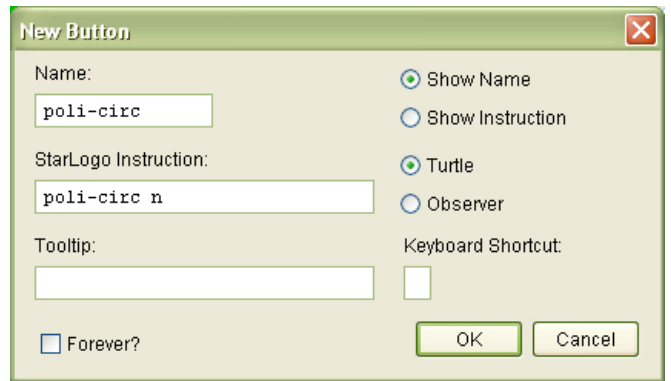 New Button
Name:
poli-circ
Show Name
Show Instruction
StarLogo Instruction:
poli-circ n
Turtle
Observer
Tooltip:
Keyboard Shortcut:
Forever?
OK
Cancel